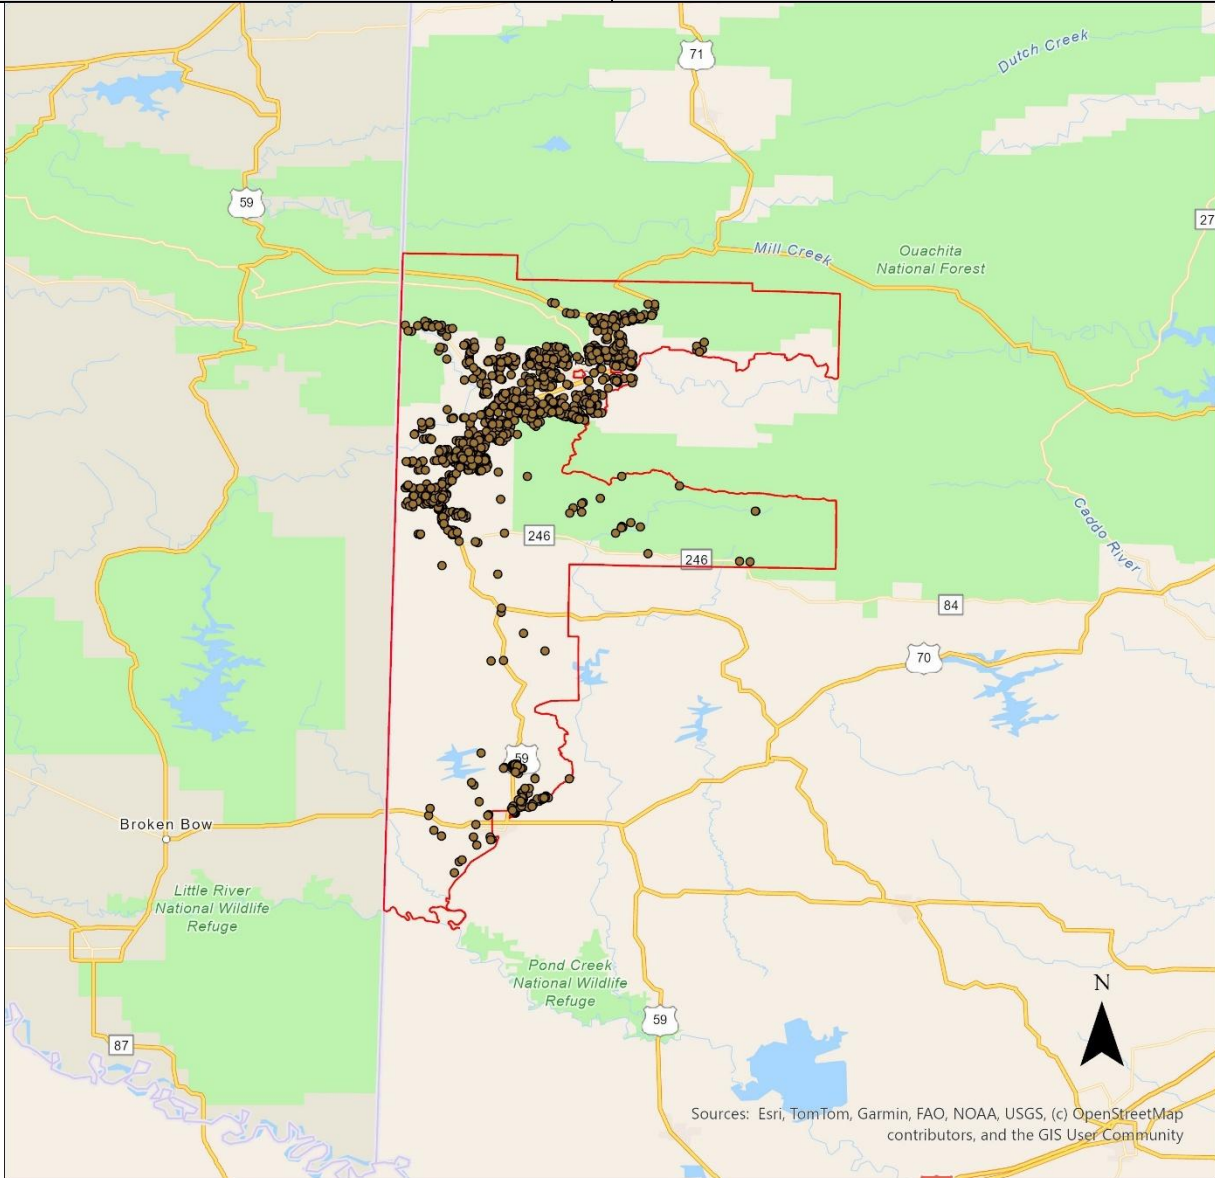 71
Dutch Creek
59
27
Mill Creek
Ouachita
National Forest
246
246
Caddo River
84
70
59
Broken Bow
Little River
National Wildlife
Refuge
Pond Creek
National Wildlife
Refuge
N
59
87
Sources: Esri, TomTom, Garmin, FAO, NOAA, USGS, (c) OpenStreetMap
contributors, and the GIS User Community